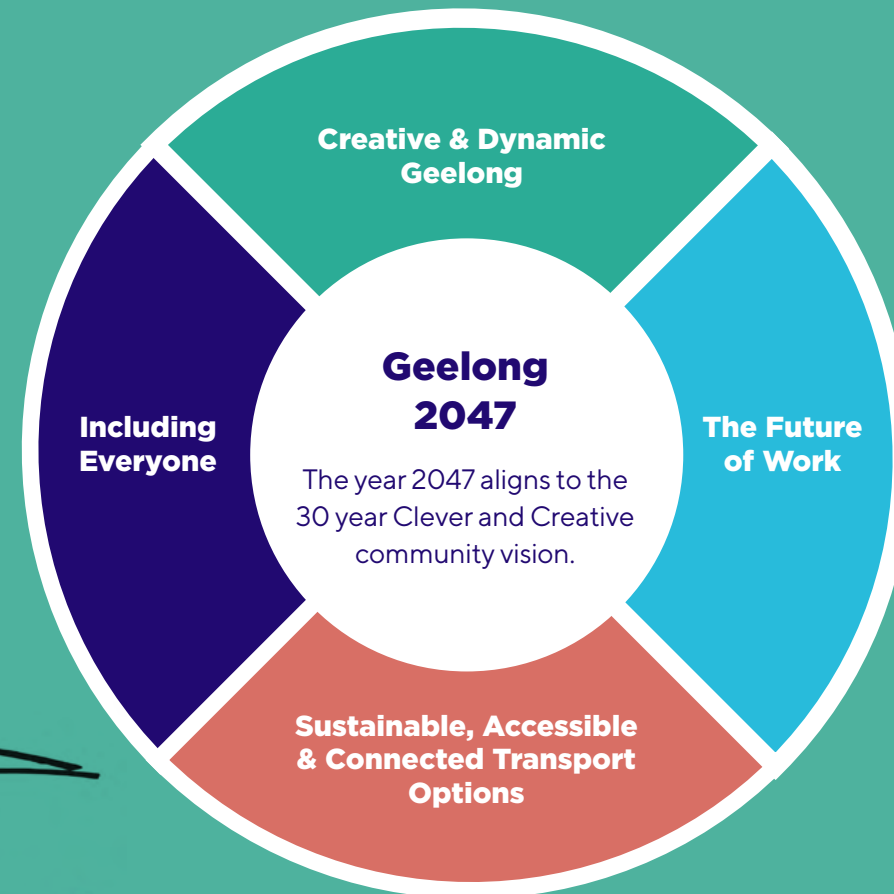 Creative & Dynamic
Geelong
Including
Everyone
Geelong
2047
The year 2047 aligns to the
30 year Clever and Creative
community vision.
The Future
of Work
Sustainable, Accessible
& Connected Transport
Options